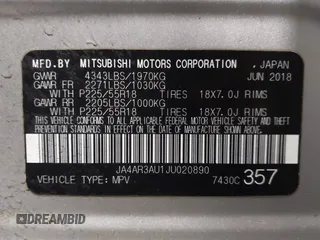 MFD.BY MITSUBISHI MOTORS CORPORATION ,JAPAN
GVWR 4343LBS/1970KG JUN 2018
GAWR FR 2271LBS/1030KG
WITH P225/55R18 TIRES 18X7.0J RIMS
GAWR RR 2205LBS/1000KG
WITH P225/55R18 TIRES 18X7.0J RIMS
THIS VEHICLE CONFORMS TO ALL APPLICABLE
FEDERAL MOTOR VEHICLE SAFETY, BUMPER, AND
THEFT PREVENTION STANDARDS IN EFFECT ON
THE DATE OF MANUFACTURE SHOWN ABOVE.
JA4AR3AU1JU020890
VEHICLE TYPE: MPV 7430C 357
DREAMBID